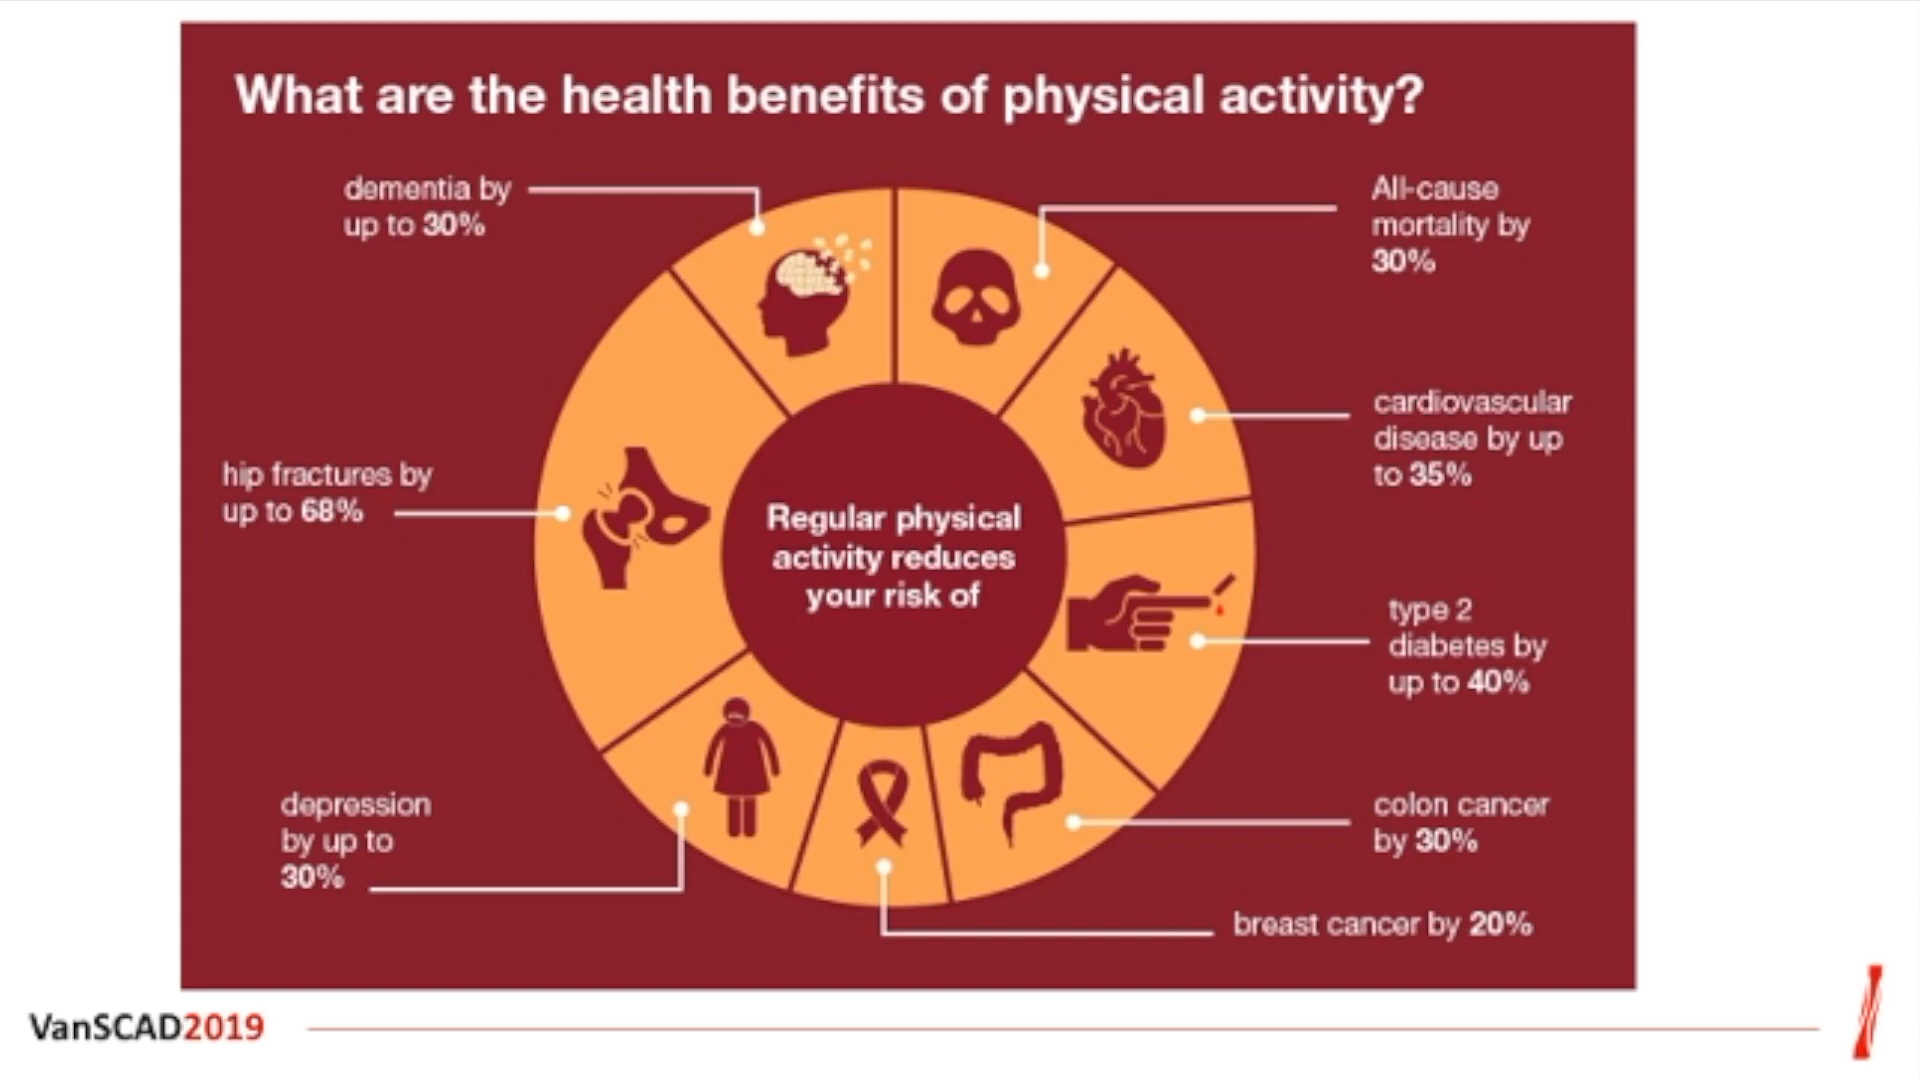 What are the health benefits of physical activity?
dementia by
up to 30%
All-cause
mortality by
30%
cardiovascular
disease by up
to 35%
hip fractures by
up to 68%
Regular physical
activity reduces
your risk of
type 2
diabetes by
up to 40%
depression
by up to
30%
colon cancer
by 30%
breast cancer by 20%
VanSCAD2019